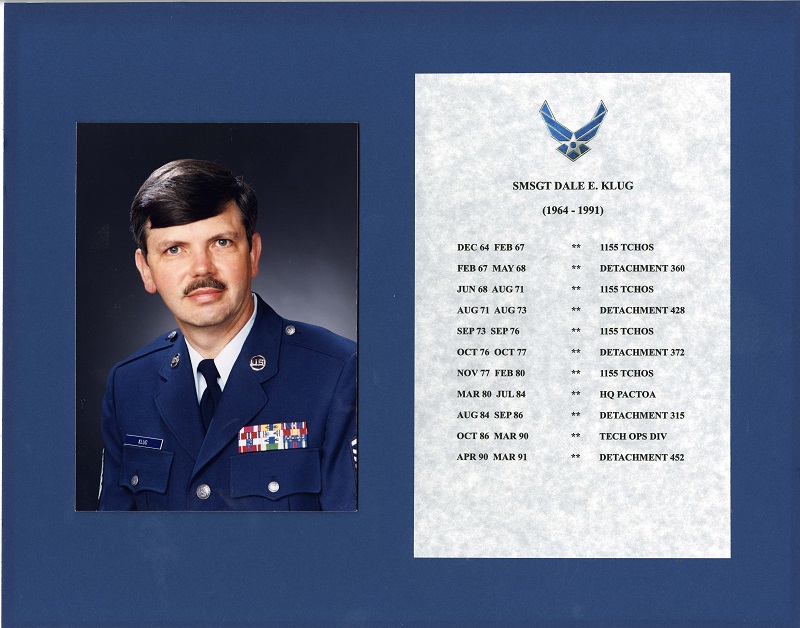 SMSGT DALE E. KLUG
(1964 - 1991)
DEC 64 FEB 67 ** 1155 TCHOS
FEB 67 MAY 68 ** DETACHMENT 360
JUN 68 AUG 71 ** 1155 TCHOS
AUG 71 AUG 73 ** DETACHMENT 428
SEP 73 SEP 76 ** 1155 TCHOS
OCT 76 OCT 77 ** DETACHMENT 372
NOV 77 FEB 80 ** 1155 TCHOS
MAR 80 JUL 84 ** HQ PACTOA
AUG 84 SEP 86 ** DETACHMENT 315
OCT 86 MAR 90 ** TECH OPS DIV
APR 90 MAR 91 ** DETACHMENT 452
US
KLUG